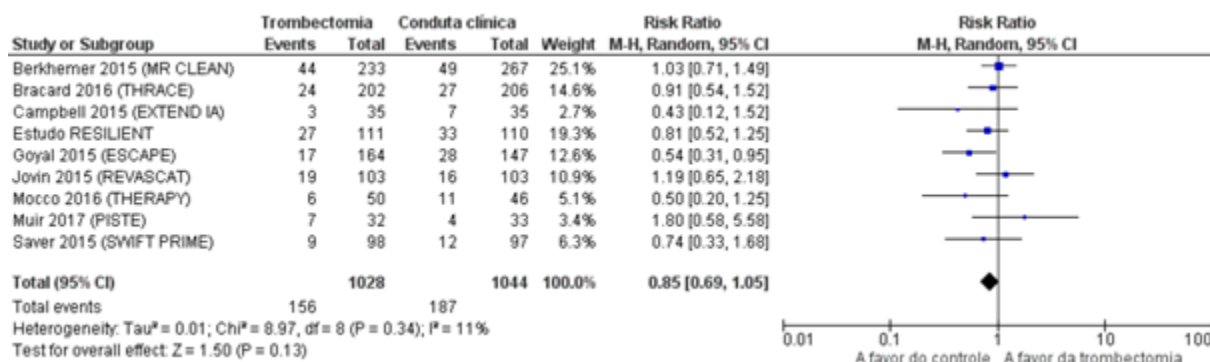 Trombectomia Conduta clínica Risk Ratio Risk Ratio
Study or Subgroup Events Total Events Total Weight M-H, Random, 95% CI M-H, Random, 95% CI
Berkhemer 2015 (MR CLEAN) 44 233 49 267 25.1% 1.03 [0.71, 1.49]
Bracard 2016 (THRACE) 24 202 27 206 14.6% 0.91 [0.54, 1.52]
Campbell 2015 (EXTEND IA) 3 35 7 35 2.7% 0.43 [0.12, 1.52]
Estudo RESILIENT 27 111 33 110 19.3% 0.81 [0.52, 1.25]
Goyal 2015 (ESCAPE) 17 164 28 147 12.6% 0.54 [0.31, 0.95]
Jovin 2015 (REVASCAT) 19 103 16 103 10.9% 1.19 [0.65, 2.18]
Mocco 2016 (THERAPY) 6 50 11 46 5.1% 0.50 [0.20, 1.25]
Muir 2017 (PISTE) 7 32 4 33 3.4% 1.80 [0.58, 5.58]
Saver 2015 (SWIFT PRIME) 9 98 12 97 6.3% 0.74 [0.33, 1.68]
Total (95% CI) 1028 1044 100.0% 0.85 [0.69, 1.05]
Total events 156 187
Heterogeneity: Tau² = 0.01; Chi² = 8.97, df = 8 (P = 0.34); I² = 11%
Test for overall effect: Z = 1.50 (P = 0.13)
0.01 0.1 1 10 100
A favor do controle A favor da trombectomia